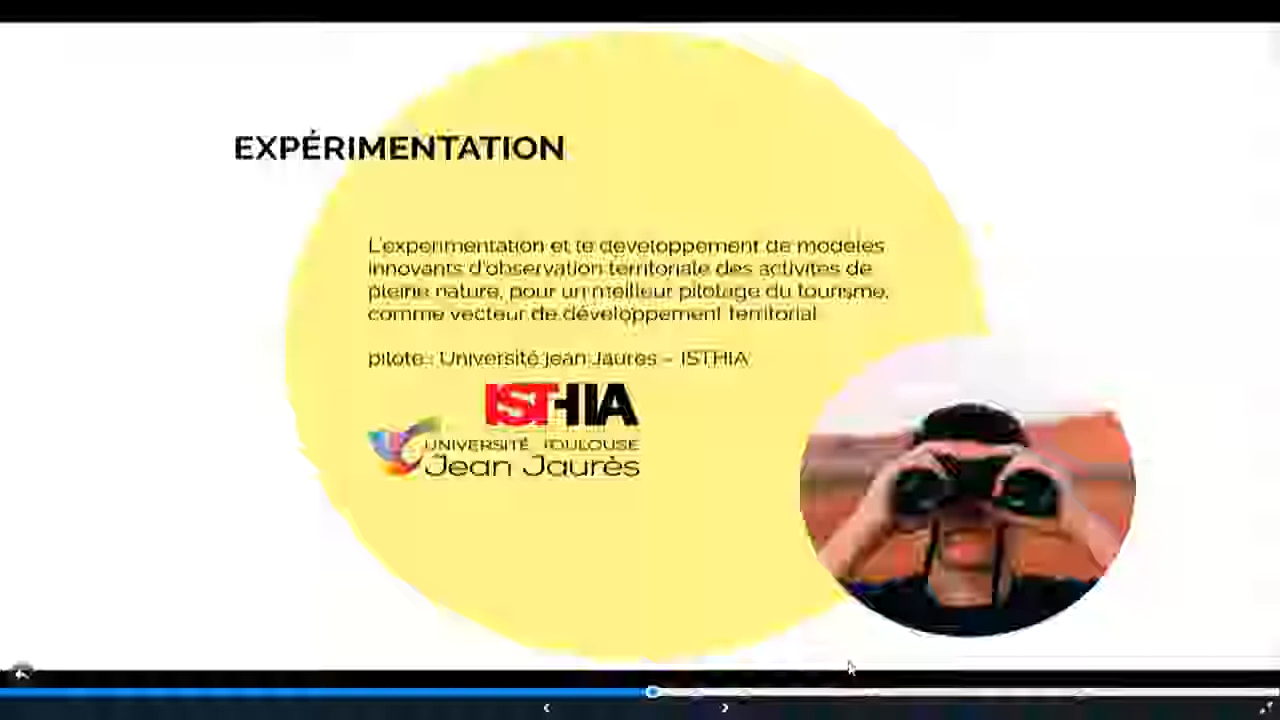 EXPÉRIMENTATION
L'expérimentation et le développement de modèles
innovants d'observation territoriale des activités de
pleine nature, pour un meilleur pilotage du tourisme,
comme vecteur de développement territorial
pilote : Université Jean Jaurès – ISTHIA
ISTHIA
UNIVERSITÉ TOULOUSE
Jean Jaurès